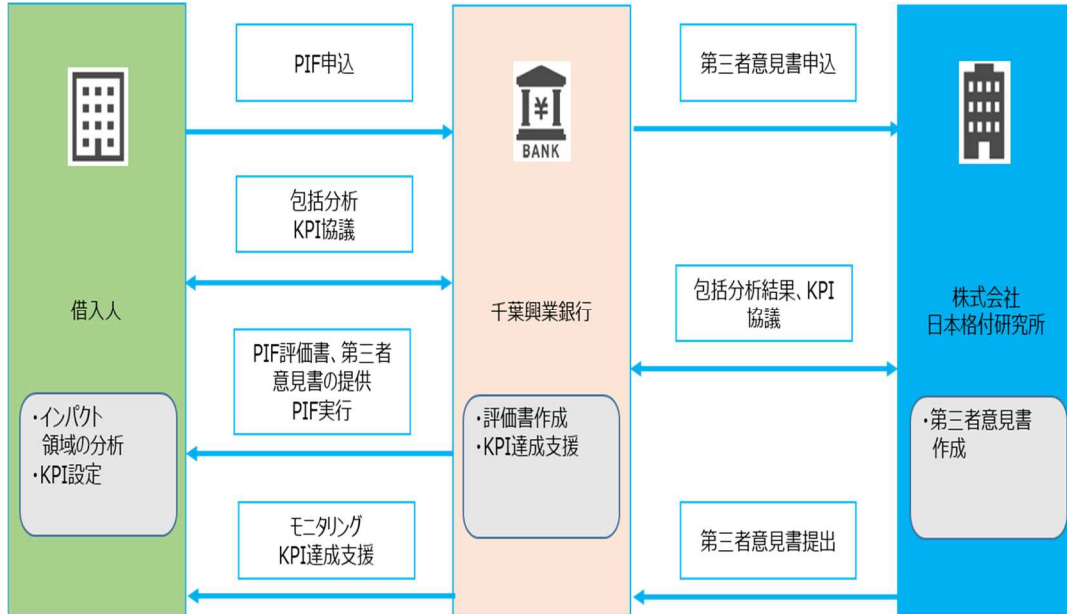 PIF申込
第三者意見書申込
BANK
包括分析
KPI協議
借入人
千葉興業銀行
包括分析結果、KPI
協議
株式会社
日本格付研究所
PIF評価書、第三者
意見書の提供
PIF実行
・インパクト
領域の分析
・KPI設定
・評価書作成
・KPI達成支援
・第三者意見書
作成
モニタリング
KPI達成支援
第三者意見書提出